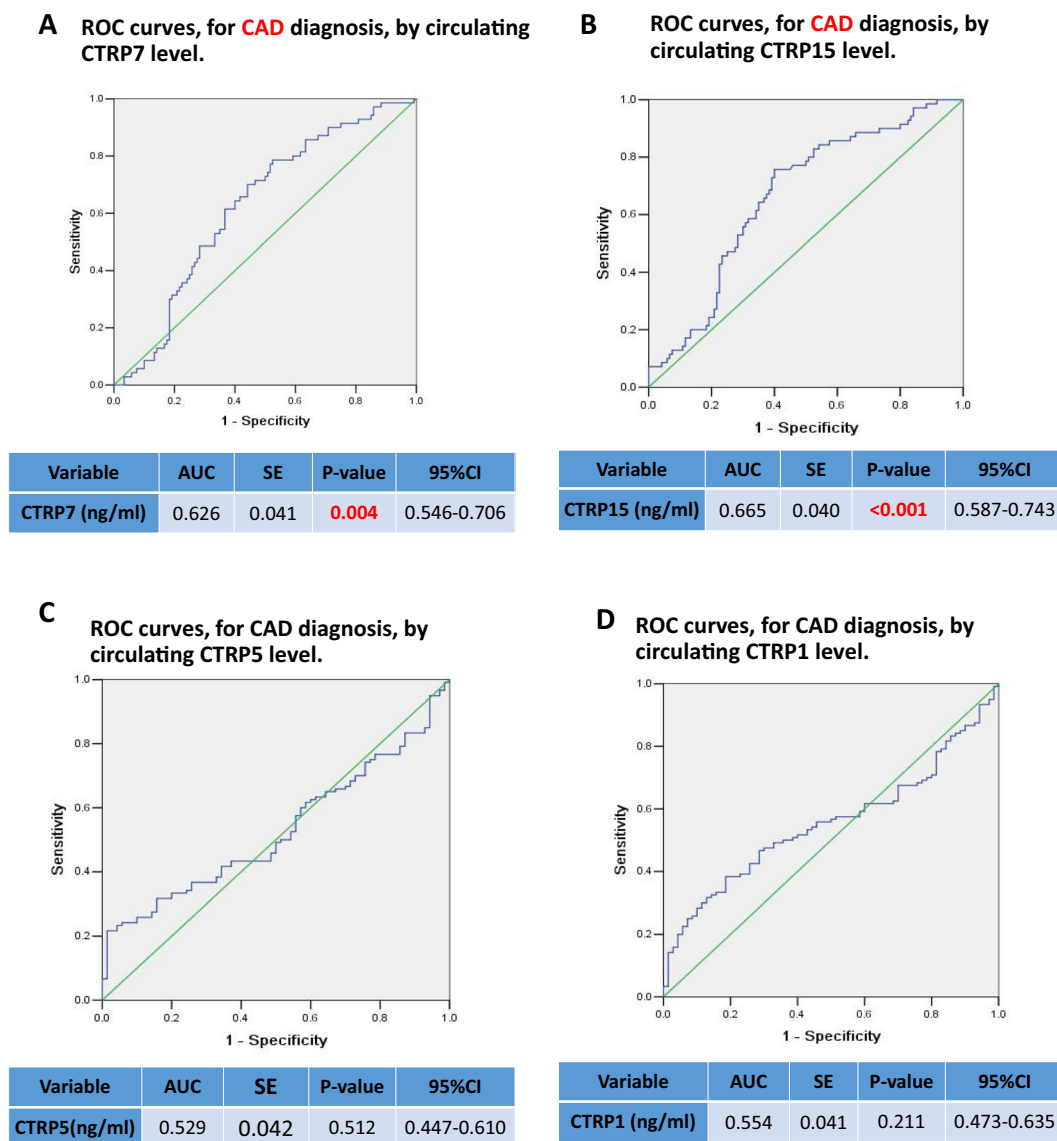 A
ROC curves, for CAD diagnosis, by circulating
CTRP7 level.
1.0
0.8
0.6
0.4
0.2
0.0
Sensitivity
0.0 0.2 0.4 0.6 0.8 1.0
1 - Specificity
Variable AUC SE P-value 95%CI
CTRP7 (ng/ml) 0.626 0.041 0.004 0.546-0.706
B
ROC curves, for CAD diagnosis, by
circulating CTRP15 level.
1.0
0.8
0.6
0.4
0.2
0.0
Sensitivity
0.0 0.2 0.4 0.6 0.8 1.0
1 - Specificity
Variable AUC SE P-value 95%CI
CTRP15 (ng/ml) 0.665 0.040 <0.001 0.587-0.743
C
ROC curves, for CAD diagnosis, by
circulating CTRP5 level.
1.0
0.8
0.6
0.4
0.2
0.0
Sensitivity
0.0 0.2 0.4 0.6 0.8 1.0
1 - Specificity
Variable AUC SE P-value 95%CI
CTRP5(ng/ml) 0.529 0.042 0.512 0.447-0.610
D
ROC curves, for CAD diagnosis, by
circulating CTRP1 level.
1.0
0.8
0.6
0.4
0.2
0.0
Sensitivity
0.0 0.2 0.4 0.6 0.8 1.0
1 - Specificity
Variable AUC SE P-value 95%CI
CTRP1 (ng/ml) 0.554 0.041 0.211 0.473-0.635